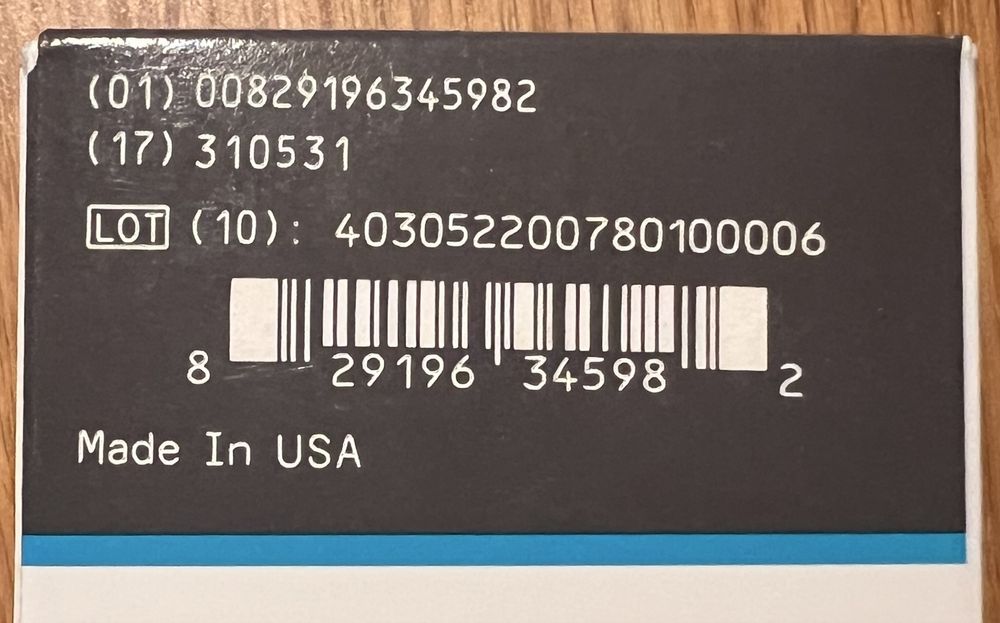 (01) 00829196345982
(17) 310531
LOT (10): 403052200780100006
8 29196 34598 2
Made In USA